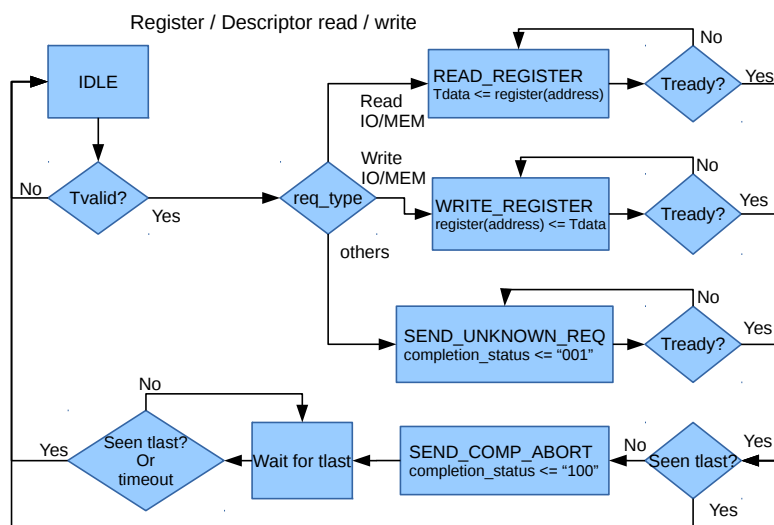 Register / Descriptor read / write
IDLE
READ_REGISTER
Tdata <= register(address)
No
Tready?
Yes
Read
IO/MEM
Tvalid?
No
Yes
req_type
Write
IO/MEM
WRITE_REGISTER
register(address) <= Tdata
No
Tready?
Yes
others
SEND_UNKNOWN_REQ
completion_status <= “001”
No
Tready?
Yes
No
Seen tlast?
Or
timeout
Yes
Wait for tlast
SEND_COMP_ABORT
completion_status <= “100”
No
Seen tlast?
Yes
Yes